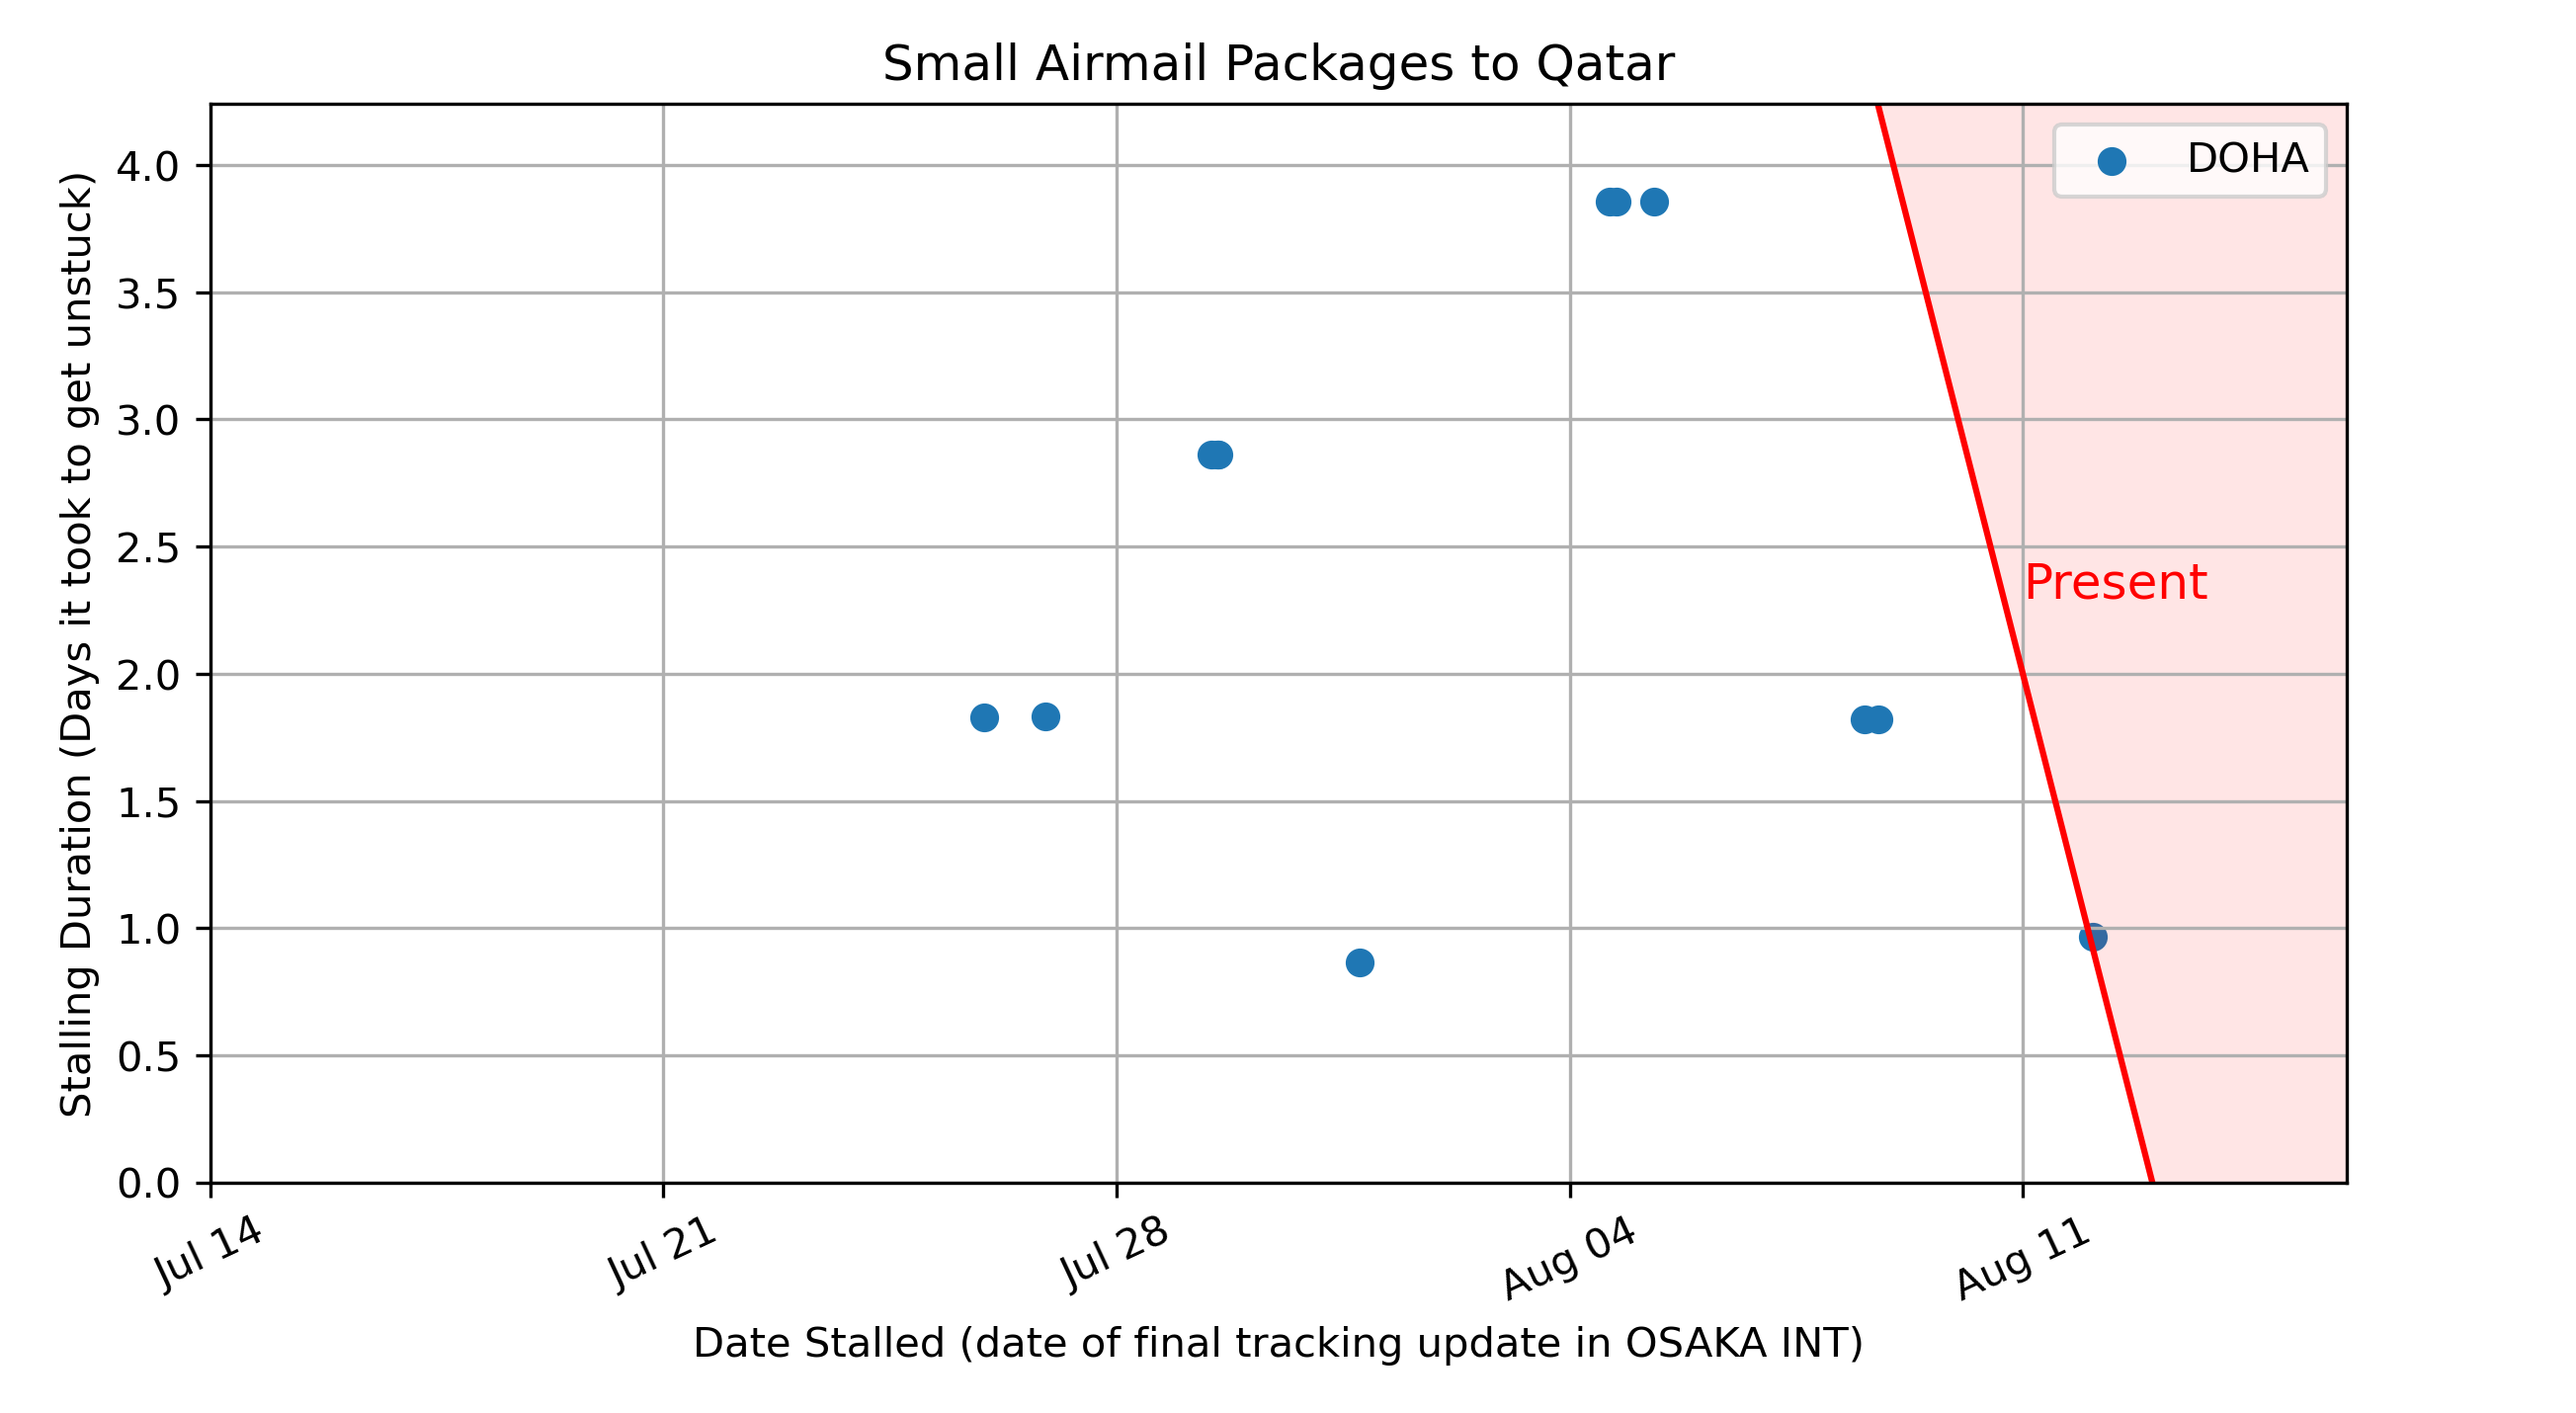 Small Airmail Packages to Qatar
DOHA
Present
Stalling Duration (Days it took to get unstuck)
4.0
3.5
3.0
2.5
2.0
1.5
1.0
0.5
0.0
Jul 14
Jul 21
Jul 28
Aug 04
Aug 11
Date Stalled (date of final tracking update in OSAKA INT)